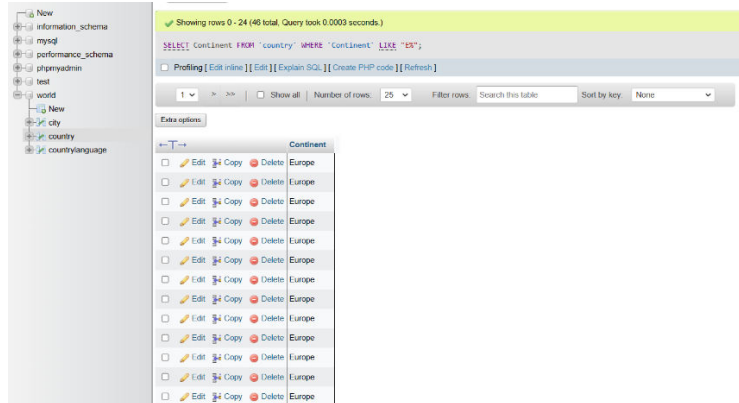 New
information_schema
mysql
performance_schema
phpmyadmin
test
world
New
city
country
countrylanguage
Showing rows 0 - 24 (46 total, Query took 0.0003 seconds.)
SELECT Continent FROM `country` WHERE `Continent` LIKE "E%";
Profiling [ Edit inline ] [ Edit ] [ Explain SQL ] [ Create PHP code ] [ Refresh ]
1 > >> | Show all | Number of rows: 25 Filter rows: Search this table Sort by key: None
Extra options
←T→ Continent
Edit Copy Delete Europe
Edit Copy Delete Europe
Edit Copy Delete Europe
Edit Copy Delete Europe
Edit Copy Delete Europe
Edit Copy Delete Europe
Edit Copy Delete Europe
Edit Copy Delete Europe
Edit Copy Delete Europe
Edit Copy Delete Europe
Edit Copy Delete Europe
Edit Copy Delete Europe
Edit Copy Delete Europe